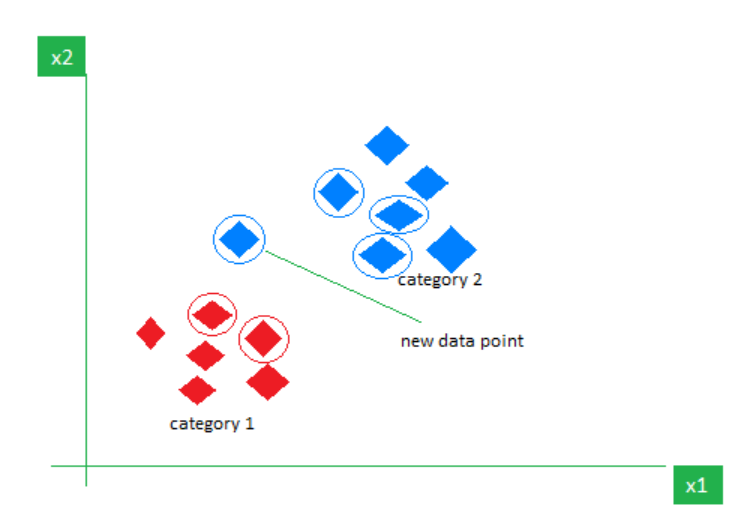 x2
category 2
new data point
category 1
x1